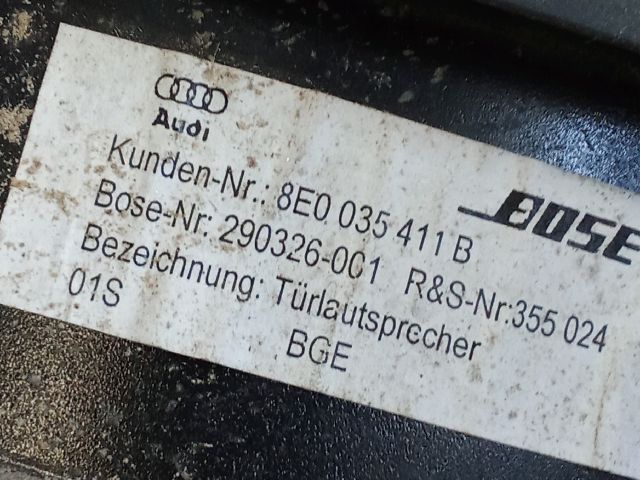 Audi
BOSE
Kunden-Nr.: 8E0 035 411 B
Bose-Nr: 290326-001 R&S-Nr:355 024
Bezeichnung: Türlautsprecher
01S BGE